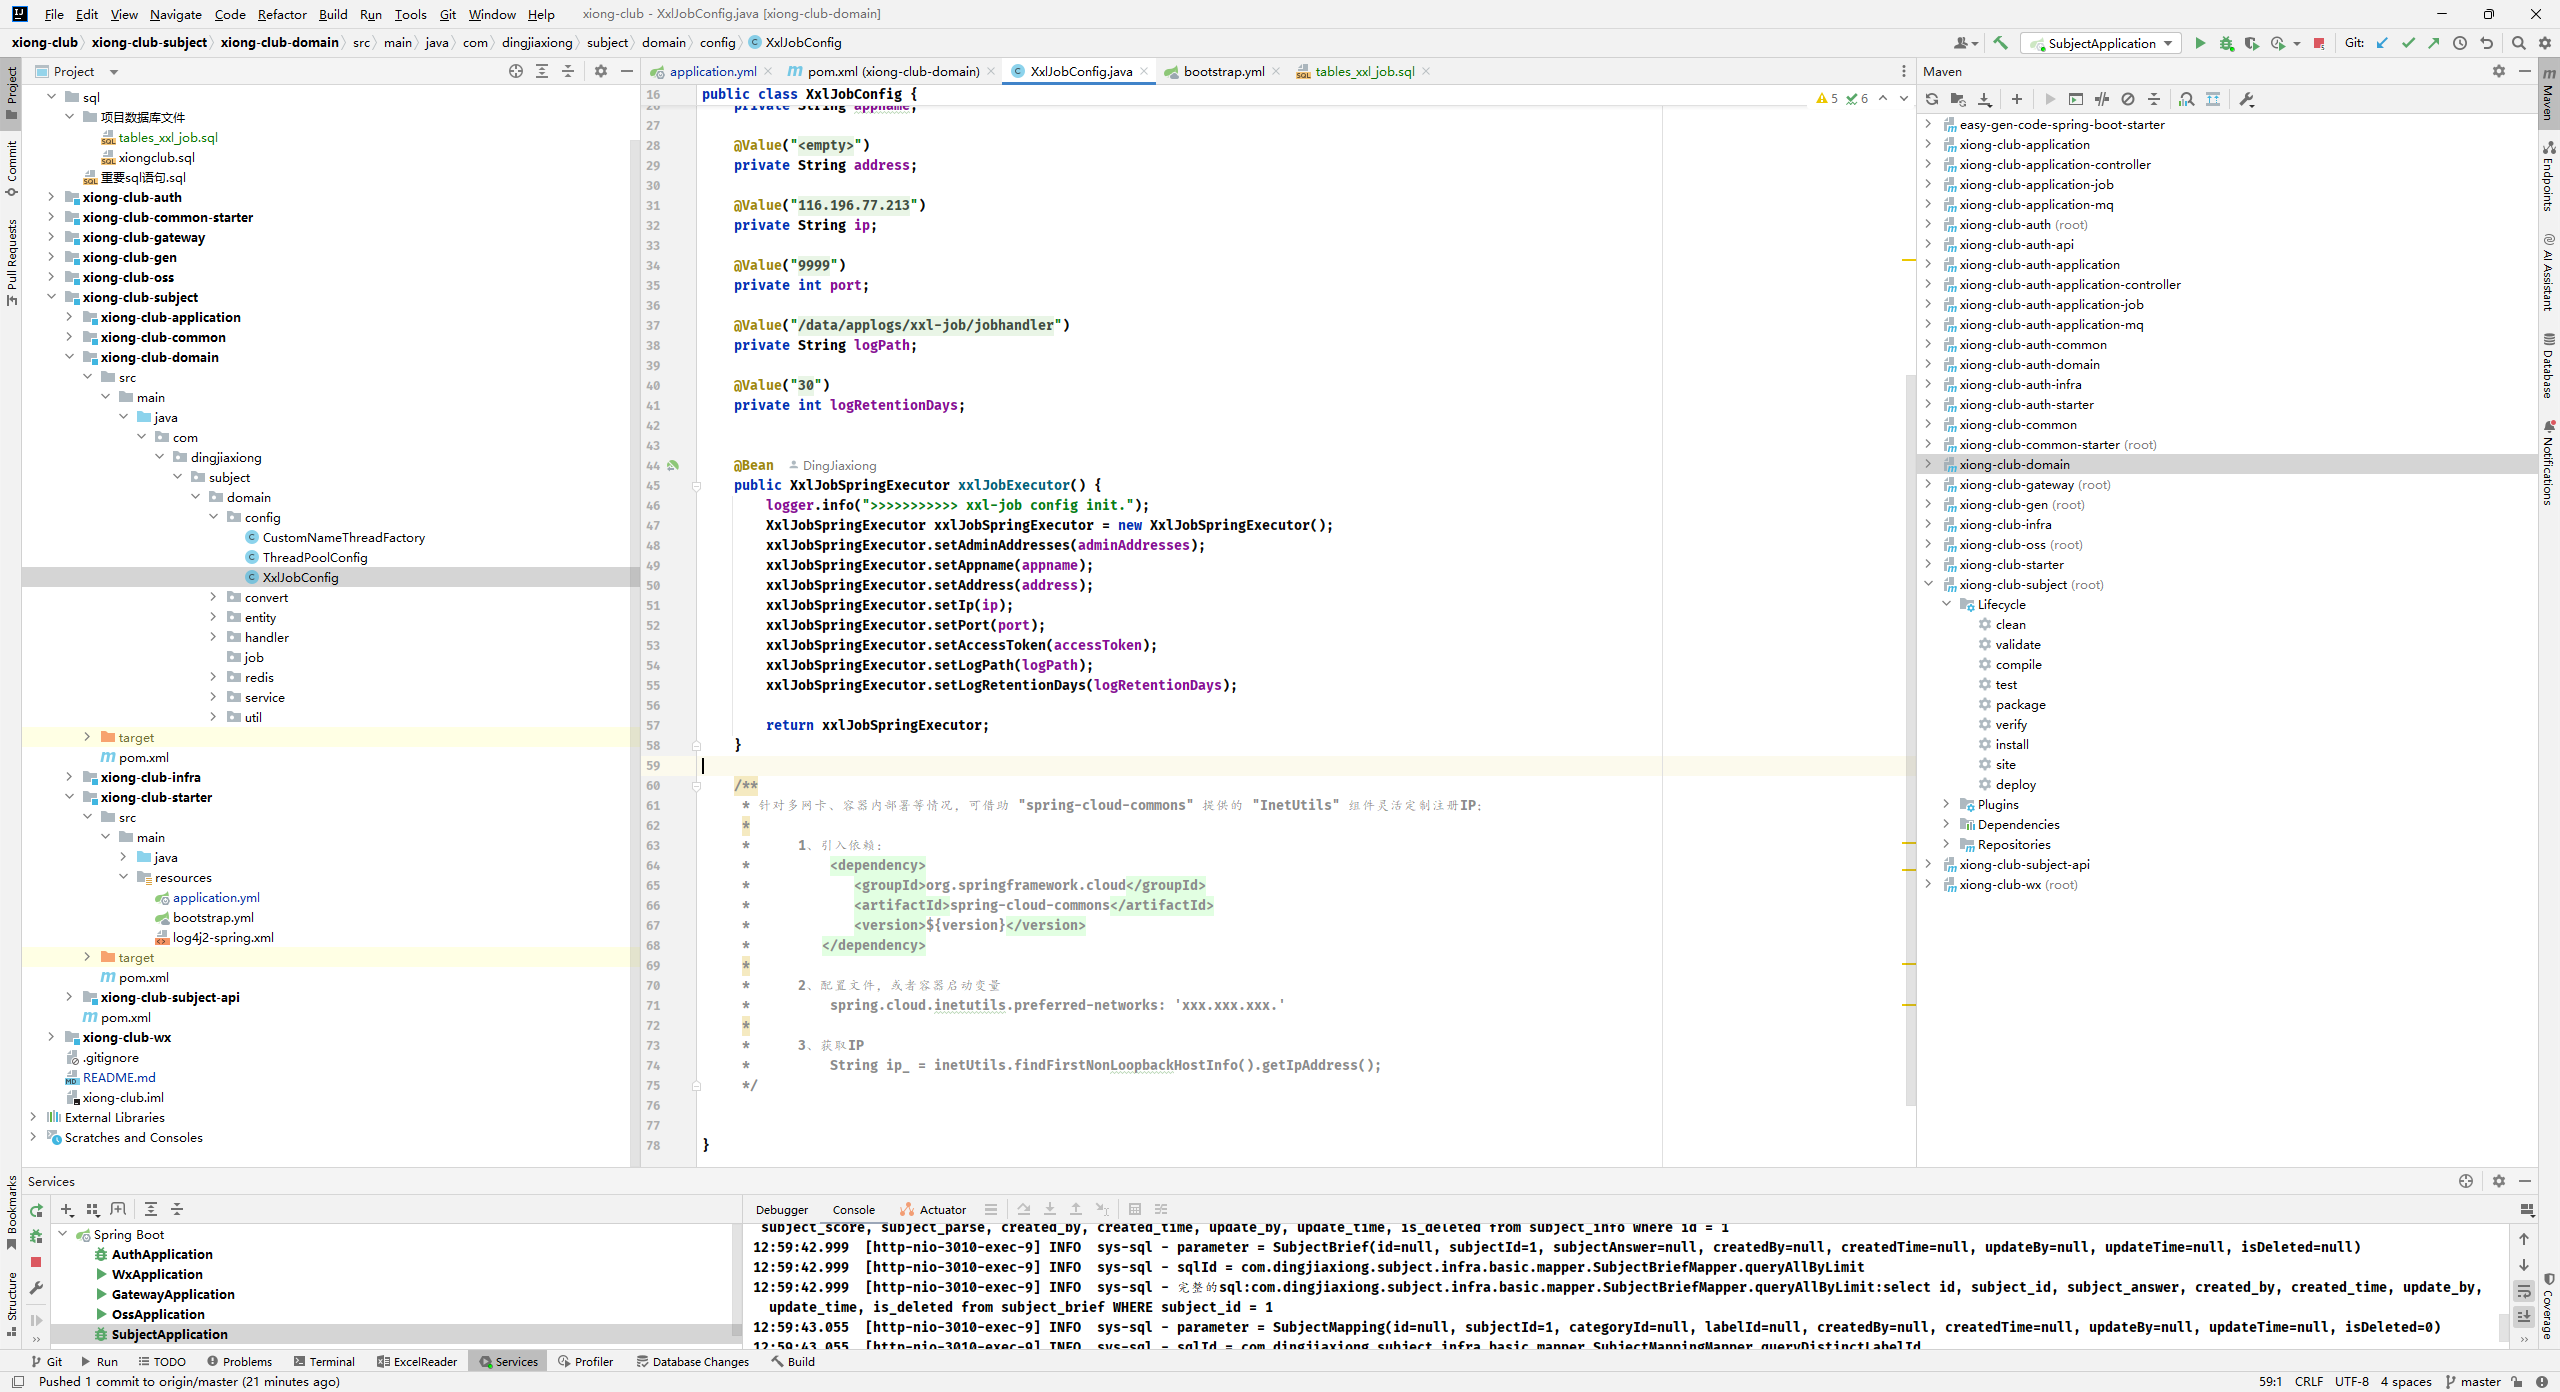 File Edit View Navigate Code Refactor Build Run Tools Git Window Help xiong-club - XxlJobConfig.java [xiong-club-domain]
xiong-club xiong-club-subject xiong-club-domain src main java com dingjiaxiong subject domain config XxlJobConfig
SubjectApplication Git:
Project
application.yml pom.xml (xiong-club-domain) XxlJobConfig.java bootstrap.yml tables_xxl_job.sql
Maven
Project
Commit
Pull Requests
Bookmarks
Structure
sql
项目数据库文件
tables_xxl_job.sql
xiongclub.sql
重要sql语句.sql
xiong-club-auth
xiong-club-common-starter
xiong-club-gateway
xiong-club-gen
xiong-club-oss
xiong-club-subject
xiong-club-application
xiong-club-common
xiong-club-domain
src
main
java
com
dingjiaxiong
subject
domain
config
CustomNameThreadFactory
ThreadPoolConfig
XxlJobConfig
convert
entity
handler
job
redis
service
util
target
pom.xml
xiong-club-infra
xiong-club-starter
src
main
java
resources
application.yml
bootstrap.yml
log4j2-spring.xml
target
pom.xml
xiong-club-subject-api
pom.xml
xiong-club-wx
.gitignore
README.md
xiong-club.iml
External Libraries
Scratches and Consoles
16 public class XxlJobConfig {
5 6
26 private String appname;
27
28 @Value("<empty>")
29 private String address;
30
31 @Value("116.196.77.213")
32 private String ip;
33
34 @Value("9999")
35 private int port;
36
37 @Value("/data/applogs/xxl-job/jobhandler")
38 private String logPath;
39
40 @Value("30")
41 private int logRetentionDays;
42
43
44 @Bean DingJiaxiong
45 public XxlJobSpringExecutor xxlJobExecutor() {
46 logger.info(">>>>>>>>>>> xxl-job config init.");
47 XxlJobSpringExecutor xxlJobSpringExecutor = new XxlJobSpringExecutor();
48 xxlJobSpringExecutor.setAdminAddresses(adminAddresses);
49 xxlJobSpringExecutor.setAppname(appname);
50 xxlJobSpringExecutor.setAddress(address);
51 xxlJobSpringExecutor.setIp(ip);
52 xxlJobSpringExecutor.setPort(port);
53 xxlJobSpringExecutor.setAccessToken(accessToken);
54 xxlJobSpringExecutor.setLogPath(logPath);
55 xxlJobSpringExecutor.setLogRetentionDays(logRetentionDays);
56
57 return xxlJobSpringExecutor;
58 }
59
60 /**
61 * 针对多网卡、容器内部署等情况，可借助 "spring-cloud-commons" 提供的 "InetUtils" 组件灵活定制注册IP；
62 *
63 * 1、引入依赖：
64 * <dependency>
65 * <groupId>org.springframework.cloud</groupId>
66 * <artifactId>spring-cloud-commons</artifactId>
67 * <version>${version}</version>
68 * </dependency>
69 *
70 * 2、配置文件，或者容器启动变量
71 * spring.cloud.inetutils.preferred-networks: 'xxx.xxx.xxx.'
72 *
73 * 3、获取IP
74 * String ip_ = inetUtils.findFirstNonLoopbackHostInfo().getIpAddress();
75 */
76
77
78 }
easy-gen-code-spring-boot-starter
xiong-club-application
xiong-club-application-controller
xiong-club-application-job
xiong-club-application-mq
xiong-club-auth (root)
xiong-club-auth-api
xiong-club-auth-application
xiong-club-auth-application-controller
xiong-club-auth-application-job
xiong-club-auth-application-mq
xiong-club-auth-common
xiong-club-auth-domain
xiong-club-auth-infra
xiong-club-auth-starter
xiong-club-common
xiong-club-common-starter (root)
xiong-club-domain
xiong-club-gateway (root)
xiong-club-gen (root)
xiong-club-infra
xiong-club-oss (root)
xiong-club-starter
xiong-club-subject (root)
Lifecycle
clean
validate
compile
test
package
verify
install
site
deploy
Plugins
Dependencies
Repositories
xiong-club-subject-api
xiong-club-wx (root)
Maven
Endpoints
AI Assistant
Database
Notifications
Coverage
Services
Spring Boot
AuthApplication
WxApplication
GatewayApplication
OssApplication
SubjectApplication
Debugger Console Actuator
subject_score, subject_parse, created_by, created_time, update_by, update_time, is_deleted from subject_info where id = 1
12:59:42.999 [http-nio-3010-exec-9] INFO sys-sql - parameter = SubjectBrief(id=null, subjectId=1, subjectAnswer=null, createdBy=null, createdTime=null, updateBy=null, updateTime=null, isDeleted=null)
12:59:42.999 [http-nio-3010-exec-9] INFO sys-sql - sqlId = com.dingjiaxiong.subject.infra.basic.mapper.SubjectBriefMapper.queryAllByLimit
12:59:42.999 [http-nio-3010-exec-9] INFO sys-sql - 完整的sql:com.dingjiaxiong.subject.infra.basic.mapper.SubjectBriefMapper.queryAllByLimit:select id, subject_id, subject_answer, created_by, created_time, update_by,
update_time, is_deleted from subject_brief WHERE subject_id = 1
12:59:43.055 [http-nio-3010-exec-9] INFO sys-sql - parameter = SubjectMapping(id=null, subjectId=1, categoryId=null, labelId=null, createdBy=null, createdTime=null, updateBy=null, updateTime=null, isDeleted=0)
12:59:43.055 [http-nio-3010-exec-9] INFO sys-sql - sqlId = com.dingjiaxiong.subject.infra.basic.mapper.SubjectMappingMapper.queryDistinctLabelId
Git Run TODO Problems Terminal ExcelReader Services Profiler Database Changes Build
Pushed 1 commit to origin/master (21 minutes ago) 59:1 CRLF UTF-8 4 spaces master